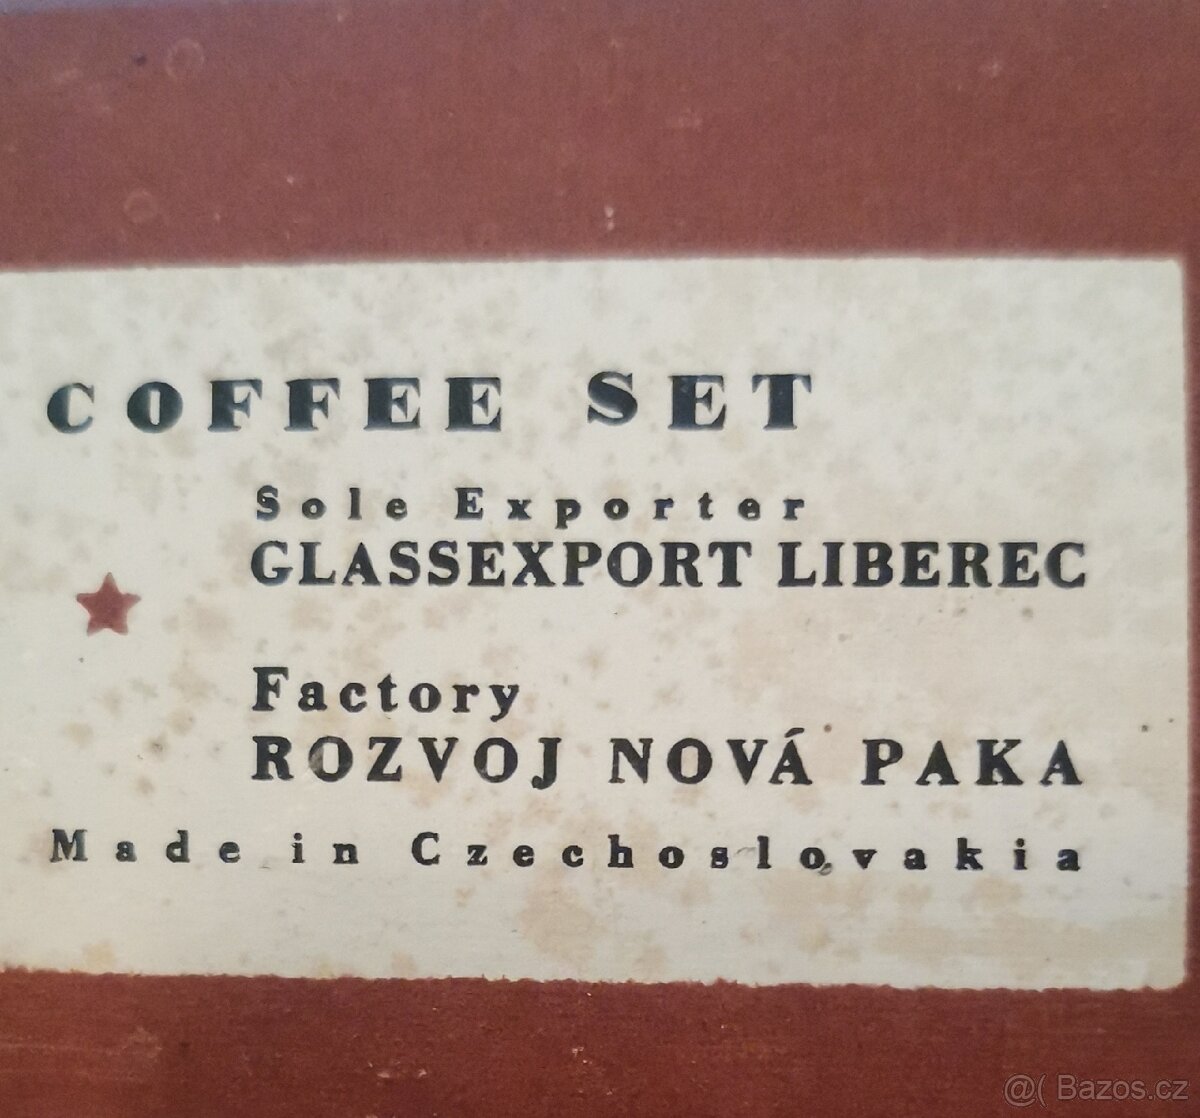 COFFEE SET
Sole Exporter
GLASSEXPORT LIBEREC
Factory
ROZVOJ NOVÁ PAKA
Made in Czechoslovakia
@( Bazos.cz